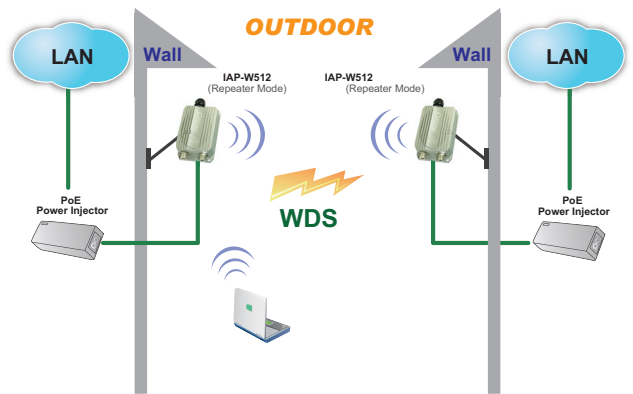 OUTDOOR
LAN
Wall
Wall
LAN
IAP-W512
(Repeater Mode)
IAP-W512
(Repeater Mode)
PoE
Power Injector
WDS
PoE
Power Injector